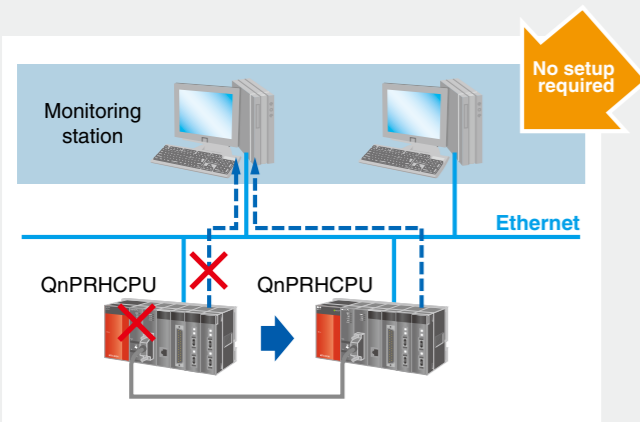 No setup
required
Monitoring
station
Ethernet
QnPRHCPU
QnPRHCPU